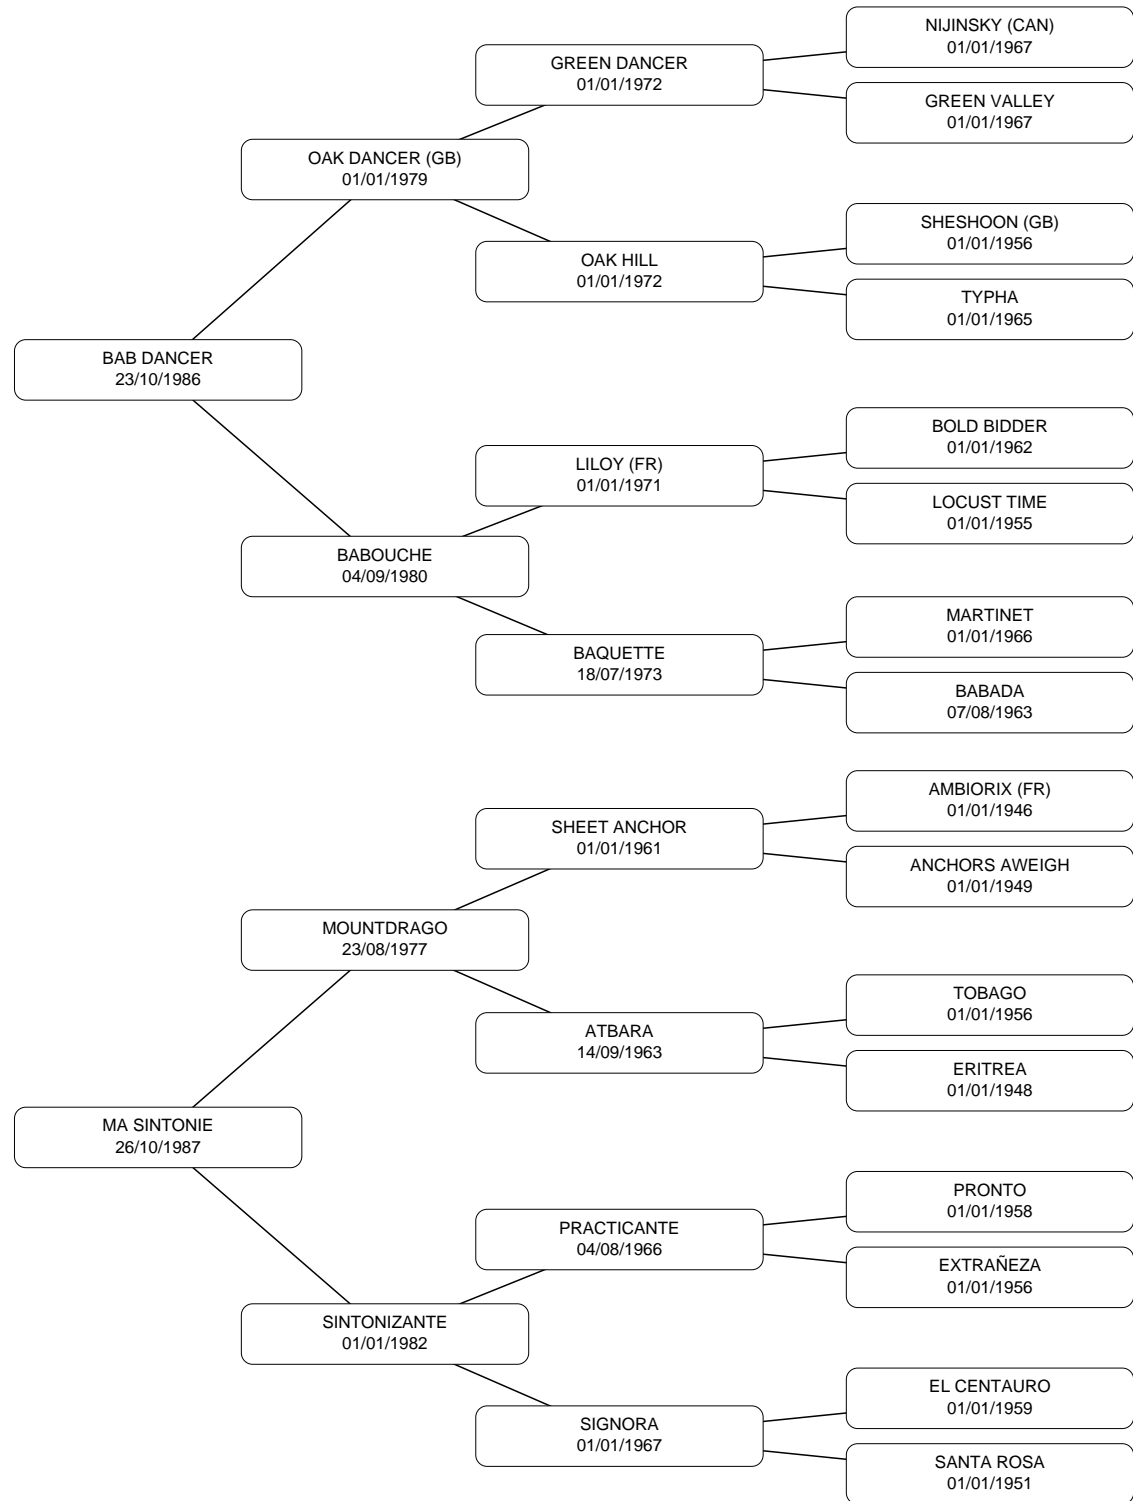 NIJINSKY (CAN)
01/01/1967
GREEN DANCER
01/01/1972
GREEN VALLEY
01/01/1967
OAK DANCER (GB)
01/01/1979
SHESHOON (GB)
01/01/1956
OAK HILL
01/01/1972
TYPHA
01/01/1965
BAB DANCER
23/10/1986
BOLD BIDDER
01/01/1962
LILOY (FR)
01/01/1971
LOCUST TIME
01/01/1955
BABOUCHE
04/09/1980
MARTINET
01/01/1966
BAQUETTE
18/07/1973
BABADA
07/08/1963
AMBIORIX (FR)
01/01/1946
SHEET ANCHOR
01/01/1961
ANCHORS AWEIGH
01/01/1949
MOUNTDRAGO
23/08/1977
TOBAGO
01/01/1956
ATBARA
14/09/1963
ERITREA
01/01/1948
MA SINTONIE
26/10/1987
PRONTO
01/01/1958
PRACTICANTE
04/08/1966
EXTRAÑEZA
01/01/1956
SINTONIZANTE
01/01/1982
EL CENTAURO
01/01/1959
SIGNORA
01/01/1967
SANTA ROSA
01/01/1951